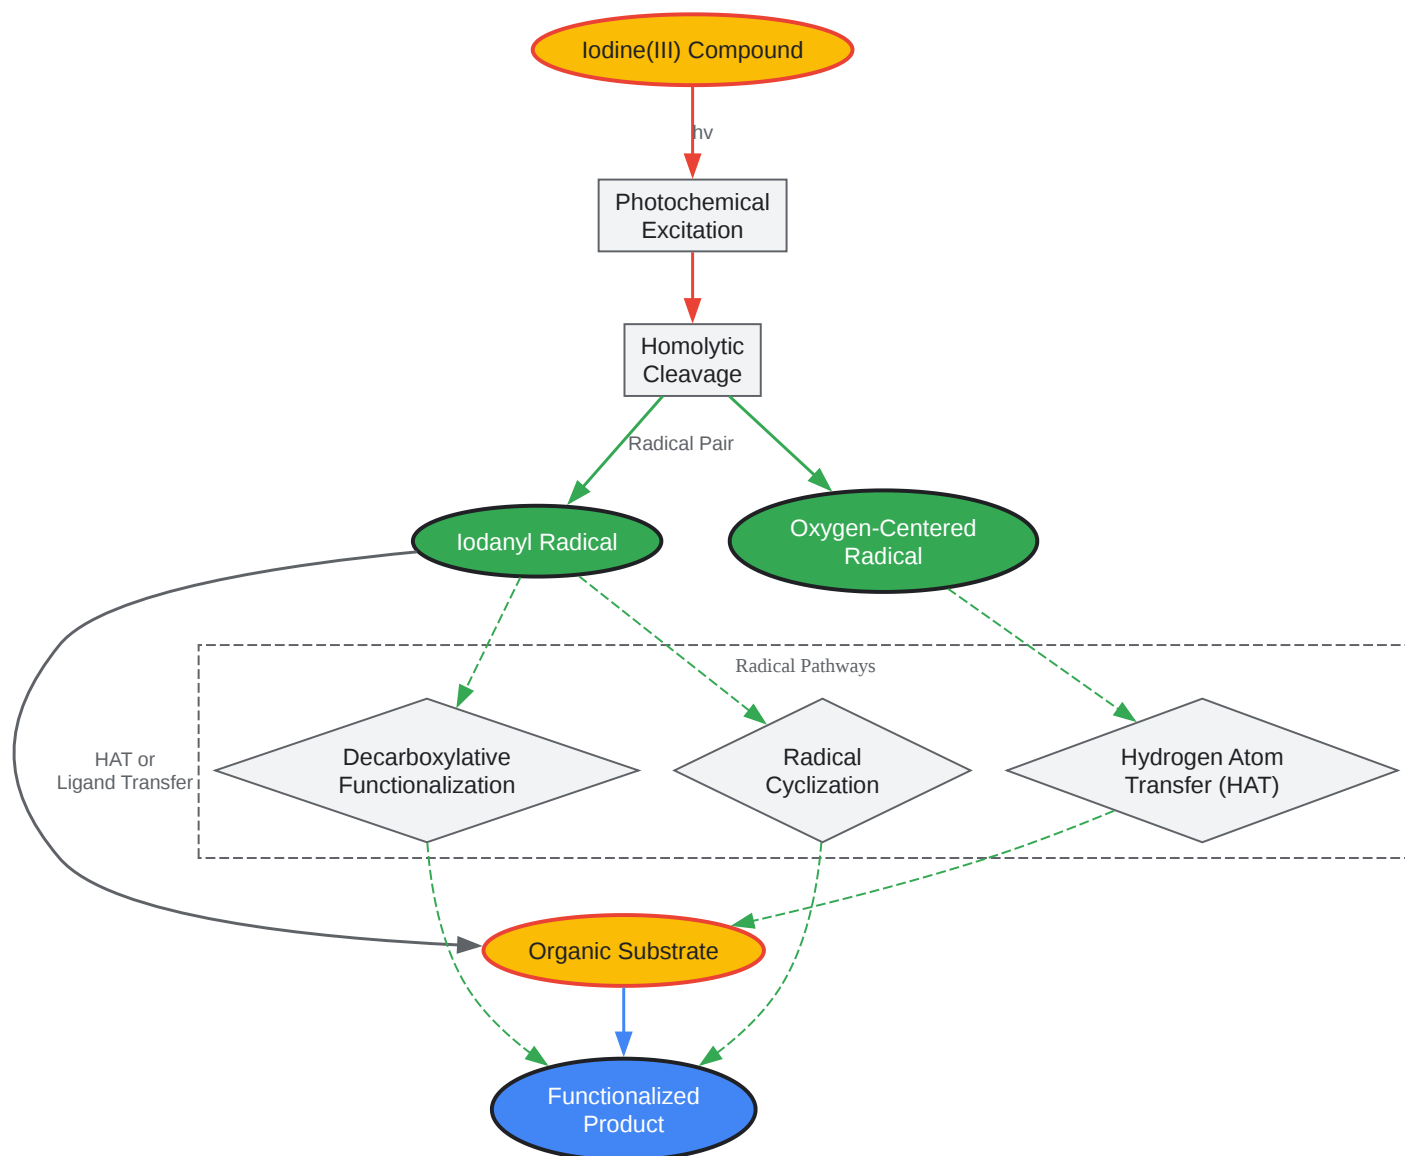 Iodine(III) Compound
hv
Photochemical
Excitation
Homolytic
Cleavage
Radical Pair
Iodanyl Radical
Oxygen-Centered
Radical
Radical Pathways
HAT or
Ligand Transfer
Decarboxylative
Functionalization
Radical
Cyclization
Hydrogen Atom
Transfer (HAT)
Organic Substrate
Functionalized
Product